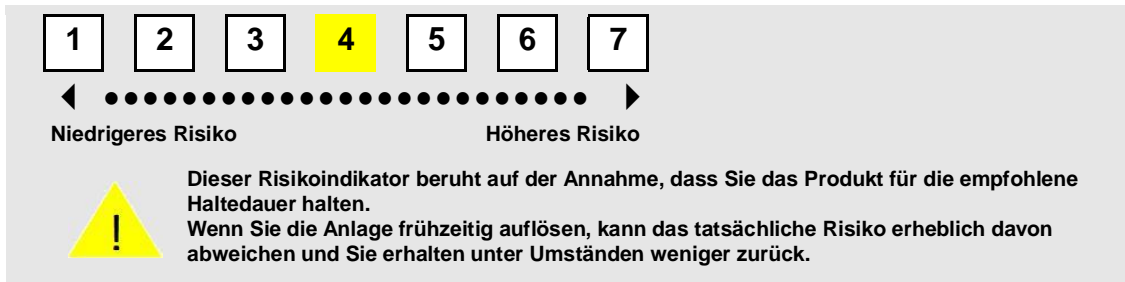 1 2 3 4 5 6 7
Niedrigeres Risiko Höheres Risiko
Dieser Risikoindikator beruht auf der Annahme, dass Sie das Produkt für die empfohlene
Haltedauer halten.
Wenn Sie die Anlage frühzeitig auflösen, kann das tatsächliche Risiko erheblich davon
abweichen und Sie erhalten unter Umständen weniger zurück.
!